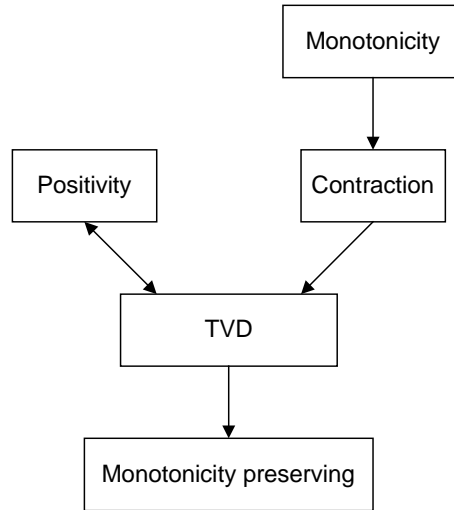 Monotonicity
Positivity
Contraction
TVD
Monotonicity preserving